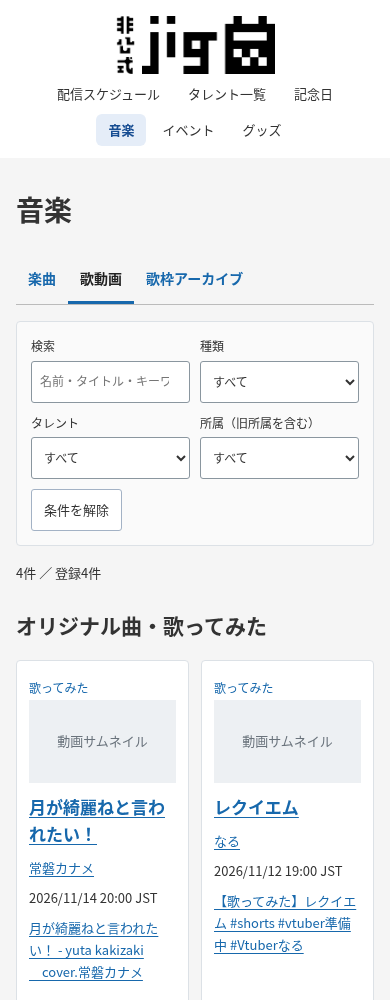 非公式 jig曲
配信スケジュール タレント一覧 記念日
音楽 イベント グッズ
音楽
楽曲 歌動画 歌枠アーカイブ
検索 種類
名前・タイトル・キーワ すべて
タレント 所属（旧所属を含む）
すべて すべて
条件を解除
4件 ／ 登録4件
オリジナル曲・歌ってみた
歌ってみた
動画サムネイル
月が綺麗ねと言わ
れたい！
常磐カナメ
2026/11/14 20:00 JST
月が綺麗ねと言われた
い！ - yuta kakizaki
　cover.常磐カナメ
歌ってみた
動画サムネイル
レクイエム
なる
2026/11/12 19:00 JST
【歌ってみた】レクイエ
ム #shorts #vtuber準備
中 #Vtuberなる